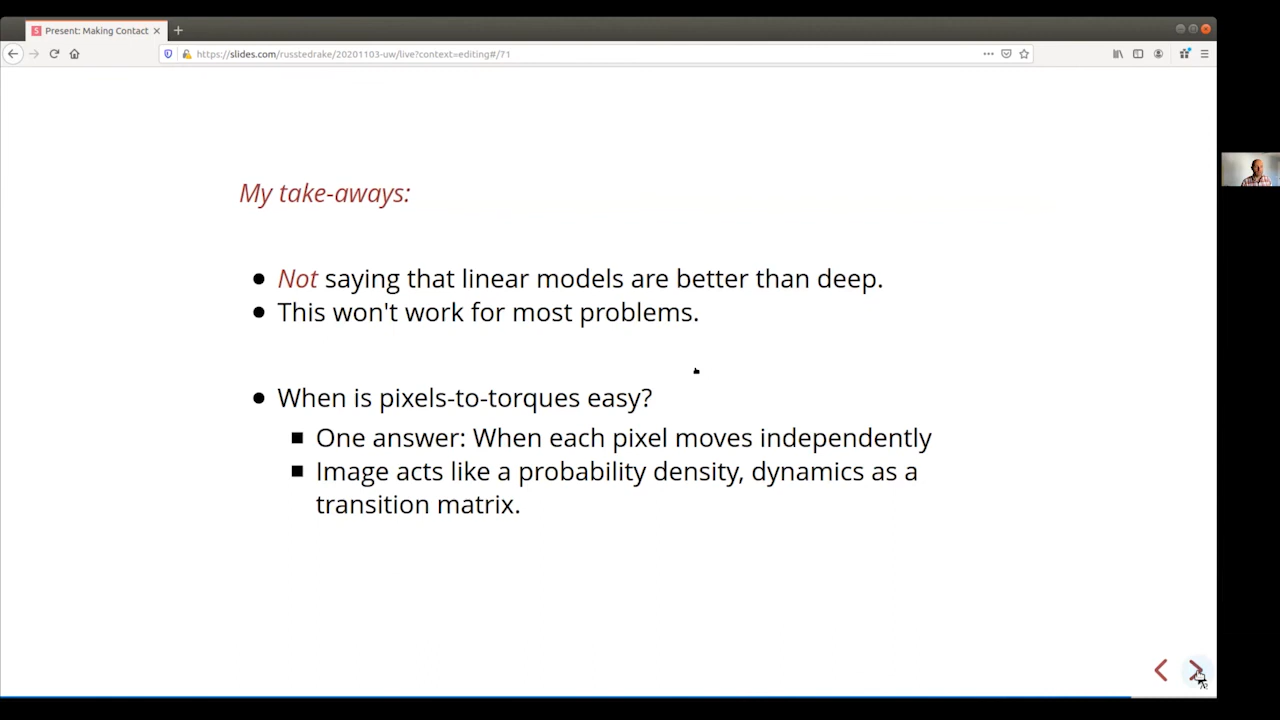 Present: Making Contact
https://slides.com/russtedrake/20201103-uw/live?context=editing#/71
My take-aways:
Not saying that linear models are better than deep.
This won't work for most problems.
When is pixels-to-torques easy?
One answer: When each pixel moves independently
Image acts like a probability density, dynamics as a
transition matrix.